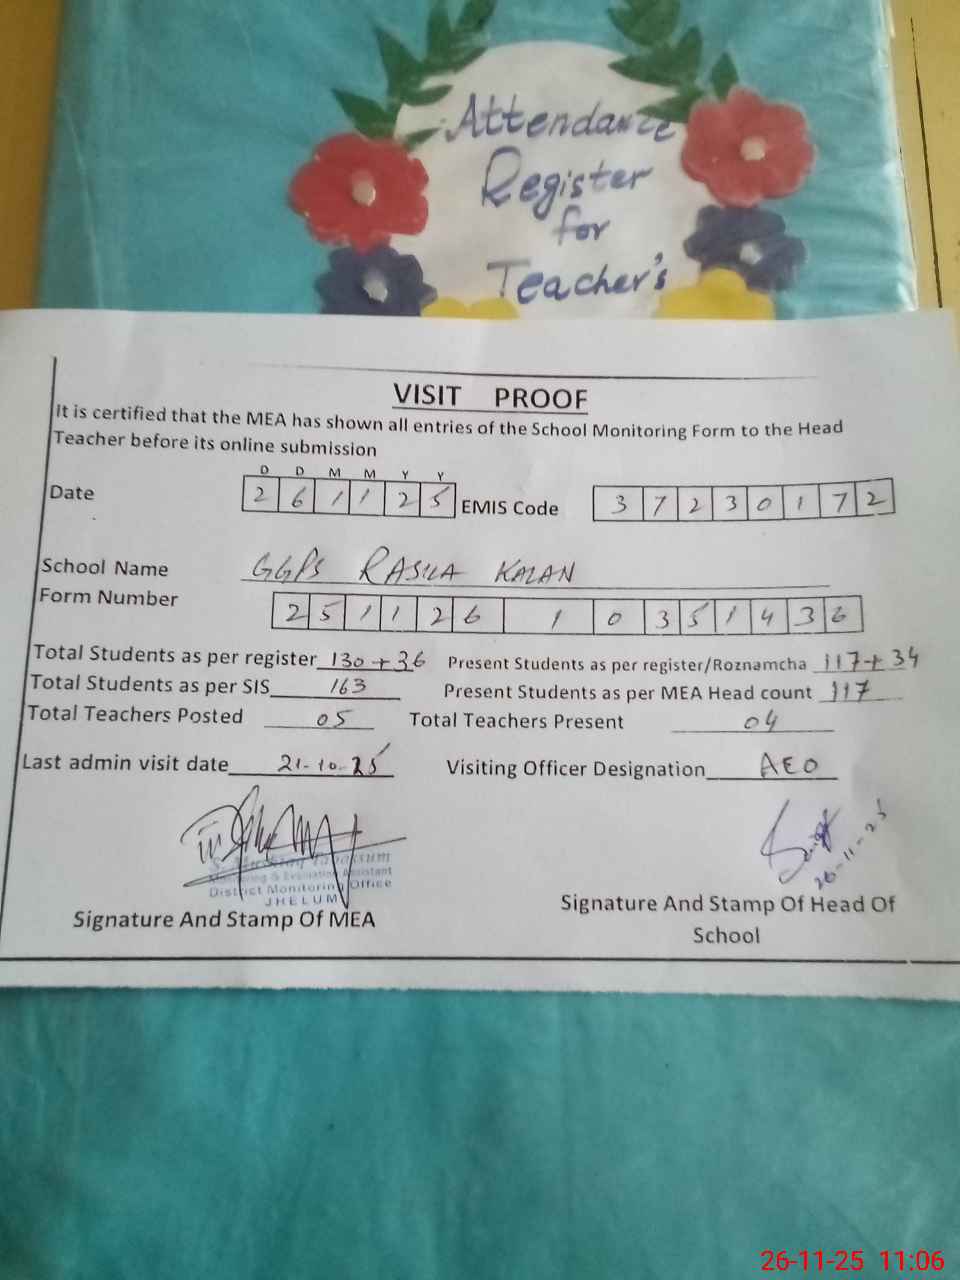 Attendance
Register
for
Teacher's
VISIT PROOF
It is certified that the MEA has shown all entries of the School Monitoring Form to the Head
Teacher before its online submission
D D M M Y Y
Date 2 6 1 1 2 5 EMIS Code 3 7 2 3 0 1 7 2
School Name GGPS RASILA KALAN
Form Number 2 5 1 1 2 6 1 0 3 5 1 4 3 6
Total Students as per register 130 + 36 Present Students as per register/Roznamcha 117 + 34
Total Students as per SIS 163 Present Students as per MEA Head count 117
Total Teachers Posted 05 Total Teachers Present 04
Last admin visit date 21-10-25 Visiting Officer Designation AEO
Monitoring & Evaluation Assistant
District Monitoring Office
JHELUM
26-11-25
Signature And Stamp Of MEA
Signature And Stamp Of Head Of
School
26-11-25 11:06